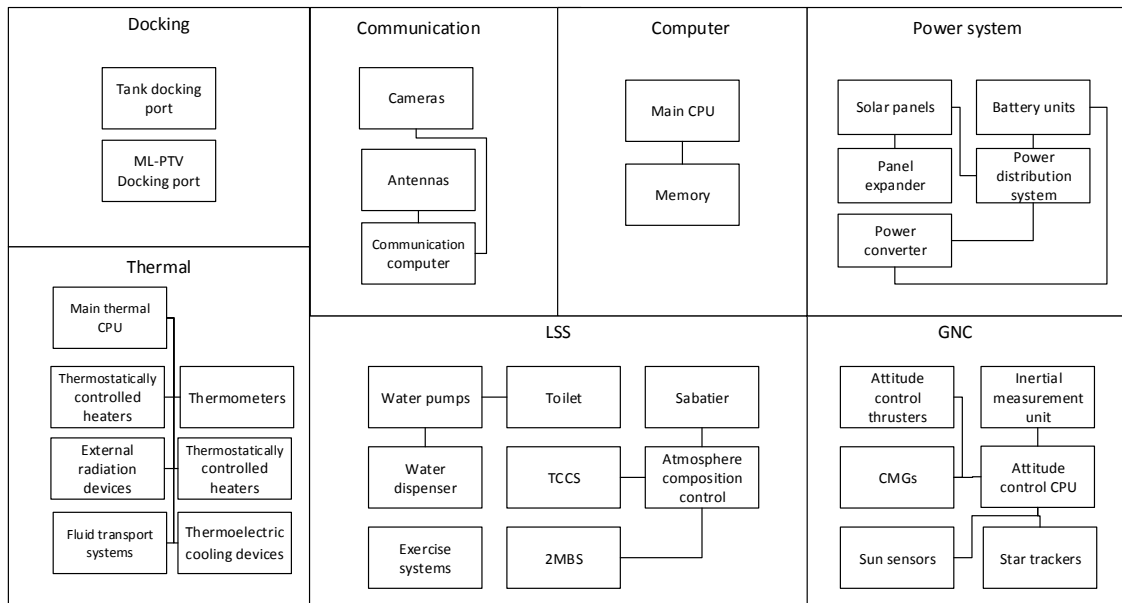 Docking
Tank docking
port
ML-PTV
Docking port
Communication
Cameras
Antennas
Communication
computer
Computer
Main CPU
Memory
Power system
Solar panels
Battery units
Panel
expander
Power
distribution
system
Power
converter
Thermal
Main thermal
CPU
Thermostatically
controlled
heaters
Thermometers
External
radiation
devices
Thermostatically
controlled
heaters
Fluid transport
systems
Thermoelectric
cooling devices
LSS
Water pumps
Toilet
Sabatier
Water
dispenser
TCCS
Atmosphere
composition
control
Exercise
systems
2MBS
GNC
Attitude
control
thrusters
Inertial
measurement
unit
CMGs
Attitude
control CPU
Sun sensors
Star trackers